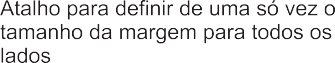 Atalho para definir de uma só vez o
tamanho da margem para todos os
lados